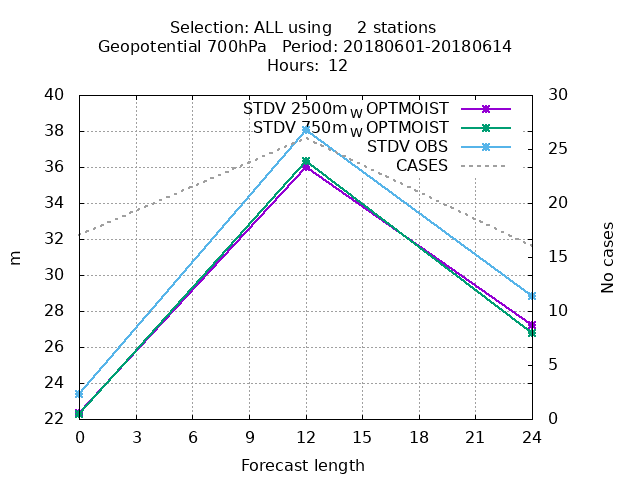 Selection: ALL using     2 stations
Geopotential 700hPa   Period: 20180601-20180614
Hours:  12
STDV 2500m_W OPTMOIST
STDV 750m_W OPTMOIST
STDV OBS
CASES
40
38
36
34
32
30
28
26
24
22
m
30
25
20
15
10
5
0
No cases
0 3 6 9 12 15 18 21 24
Forecast length